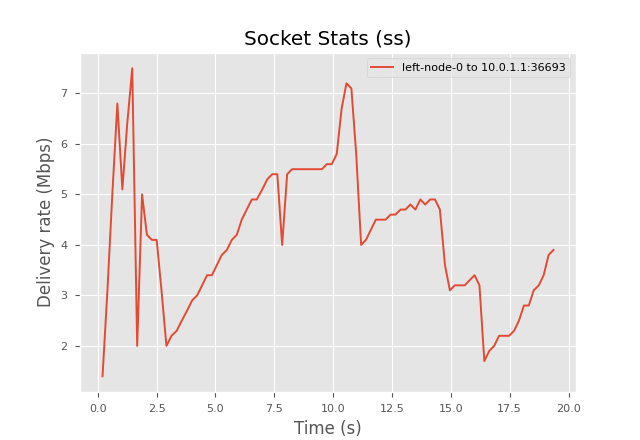 Socket Stats (ss)
left-node-0 to 10.0.1.1:36693
Delivery rate (Mbps)
7
6
5
4
3
2
0.0 2.5 5.0 7.5 10.0 12.5 15.0 17.5 20.0
Time (s)